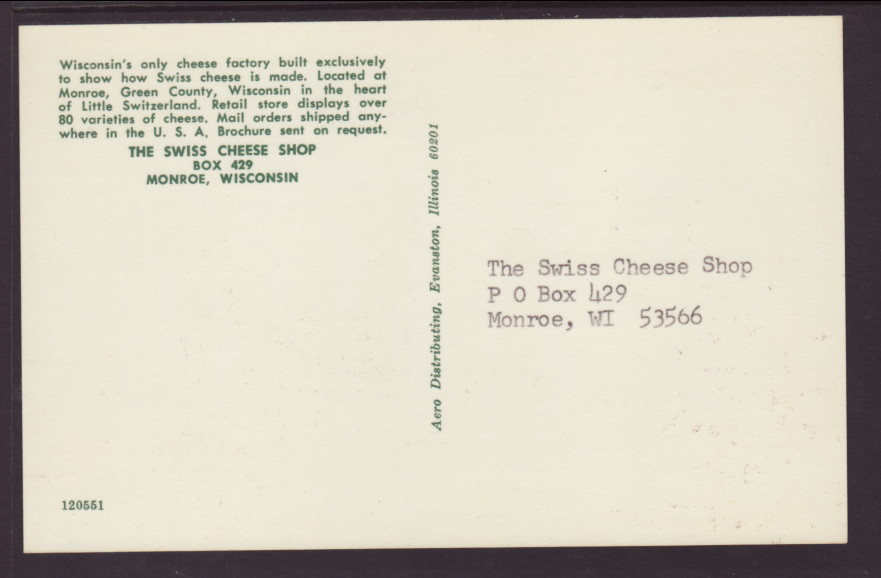 Wisconsin's only cheese factory built exclusively
to show how Swiss cheese is made. Located at
Monroe, Green County, Wisconsin in the heart
of Little Switzerland. Retail store displays over
80 varieties of cheese. Mail orders shipped any-
where in the U. S. A. Brochure sent on request.
THE SWISS CHEESE SHOP
BOX 429
MONROE, WISCONSIN
120551
Aero Distributing, Evanston, Illinois 60201
The Swiss Cheese Shop
P O Box 429
Monroe, WI 53566